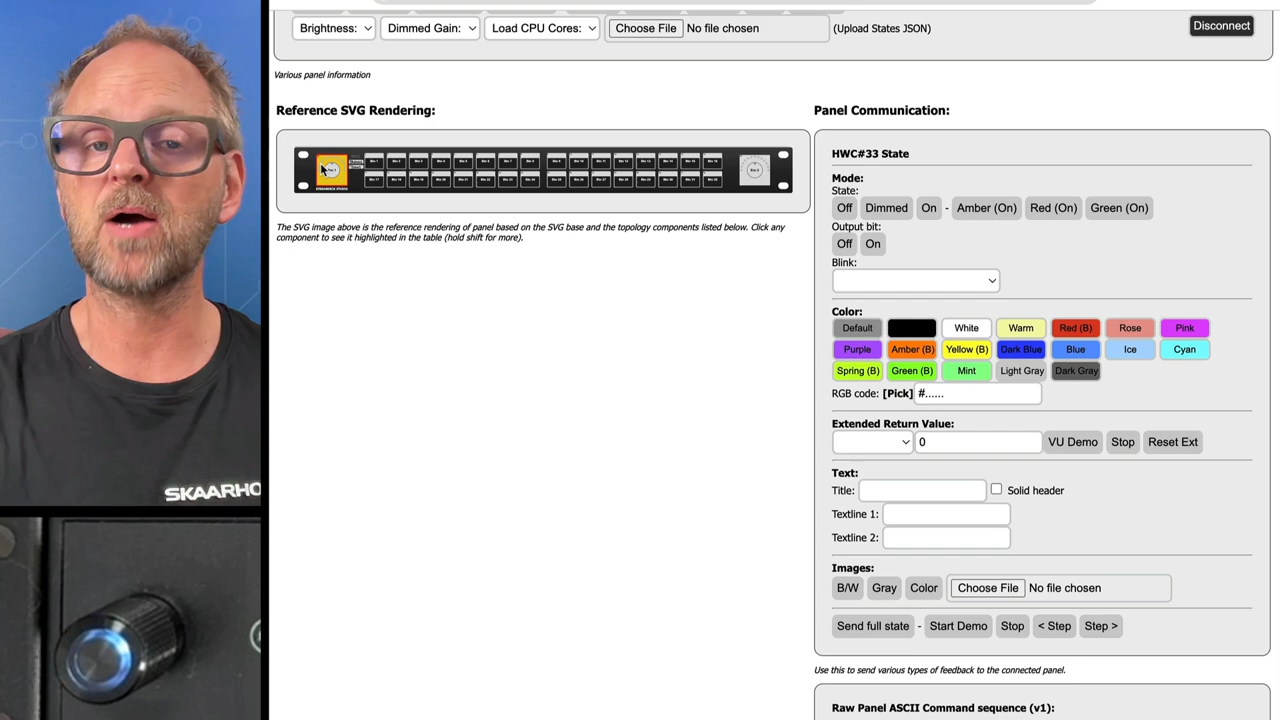 Brightness: Dimmed Gain: Load CPU Cores: Choose File No file chosen (Upload States JSON) Disconnect
Various panel information
Reference SVG Rendering:
The SVG image above is the reference rendering of panel based on the SVG base and the topology components listed below. Click any
component to see it highlighted in the table (hold shift for more).
Panel Communication:
HWC#33 State
Mode:
State:
Off Dimmed On - Amber (On) Red (On) Green (On)
Output bit:
Off On
Blink:
Color:
Default White Warm Red (B) Rose Pink
Purple Amber (B) Yellow (B) Dark Blue Blue Ice Cyan
Spring (B) Green (B) Mint Light Gray Dark Gray
RGB code: [Pick] #......
Extended Return Value:
0 VU Demo Stop Reset Ext
Text:
Title: Solid header
Textline 1:
Textline 2:
Images:
B/W Gray Color Choose File No file chosen
Send full state - Start Demo Stop < Step Step >
Use this to send various types of feedback to the connected panel.
Raw Panel ASCII Command sequence (v1):
SKAARHO